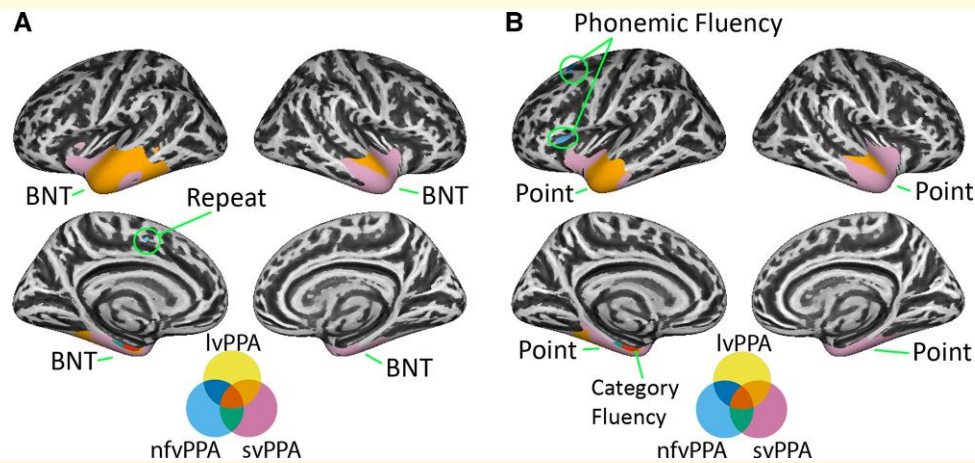 A
BNT
BNT
Repeat
BNT
BNT
lvPPA
nfvPPA
svPPA
B
Phonemic Fluency
Point
Point
Point
Point
lvPPA
Category
Fluency
nfvPPA
svPPA